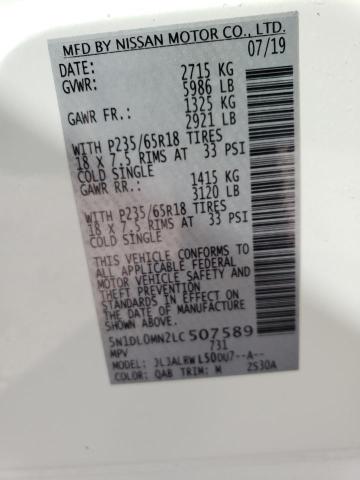 MFD BY NISSAN MOTOR CO., LTD.
DATE: 07/19
GVWR: 2715 KG
5986 LB
GAWR FR.: 1325 KG
2921 LB
WITH P235/65R18 TIRES
18 X 7.5 RIMS AT 33 PSI
COLD SINGLE
GAWR RR.: 1415 KG
3120 LB
WITH P235/65R18 TIRES
18 X 7.5 RIMS AT 33 PSI
COLD SINGLE
THIS VEHICLE CONFORMS TO
ALL APPLICABLE FEDERAL
MOTOR VEHICLE SAFETY AND
THEFT PREVENTION
STANDARDS IN EFFECT ON
THE DATE OF MANUFACTURE
SHOWN ABOVE.
5N1DL0MN2LC507589
MPV 731
MODEL: --A--
COLOR: QAB TRIM: M 2S30A